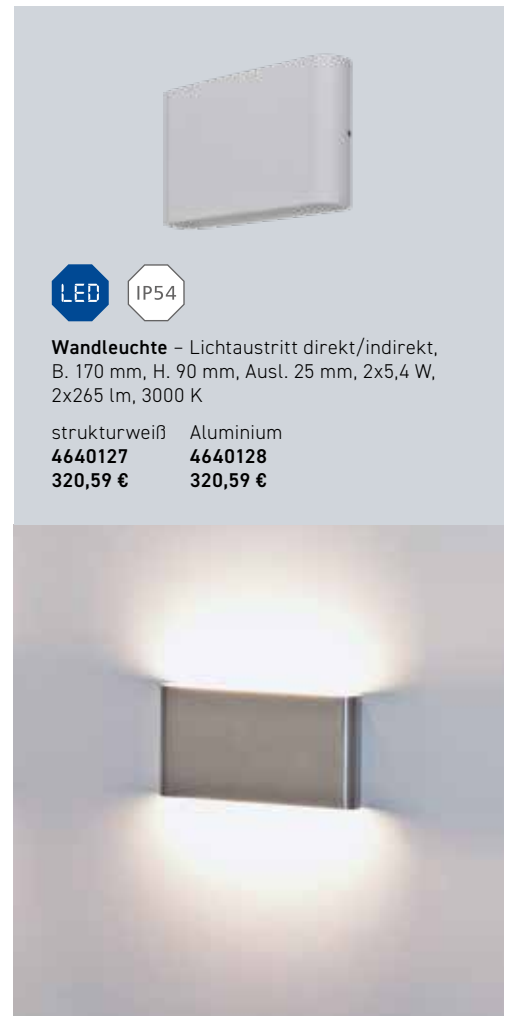 LED IP54
Wandleuchte – Lichtaustritt direkt/indirekt,
B. 170 mm, H. 90 mm, Ausl. 25 mm, 2x5,4 W,
2x265 lm, 3000 K
strukturweiß Aluminium
4640127 4640128
320,59 € 320,59 €